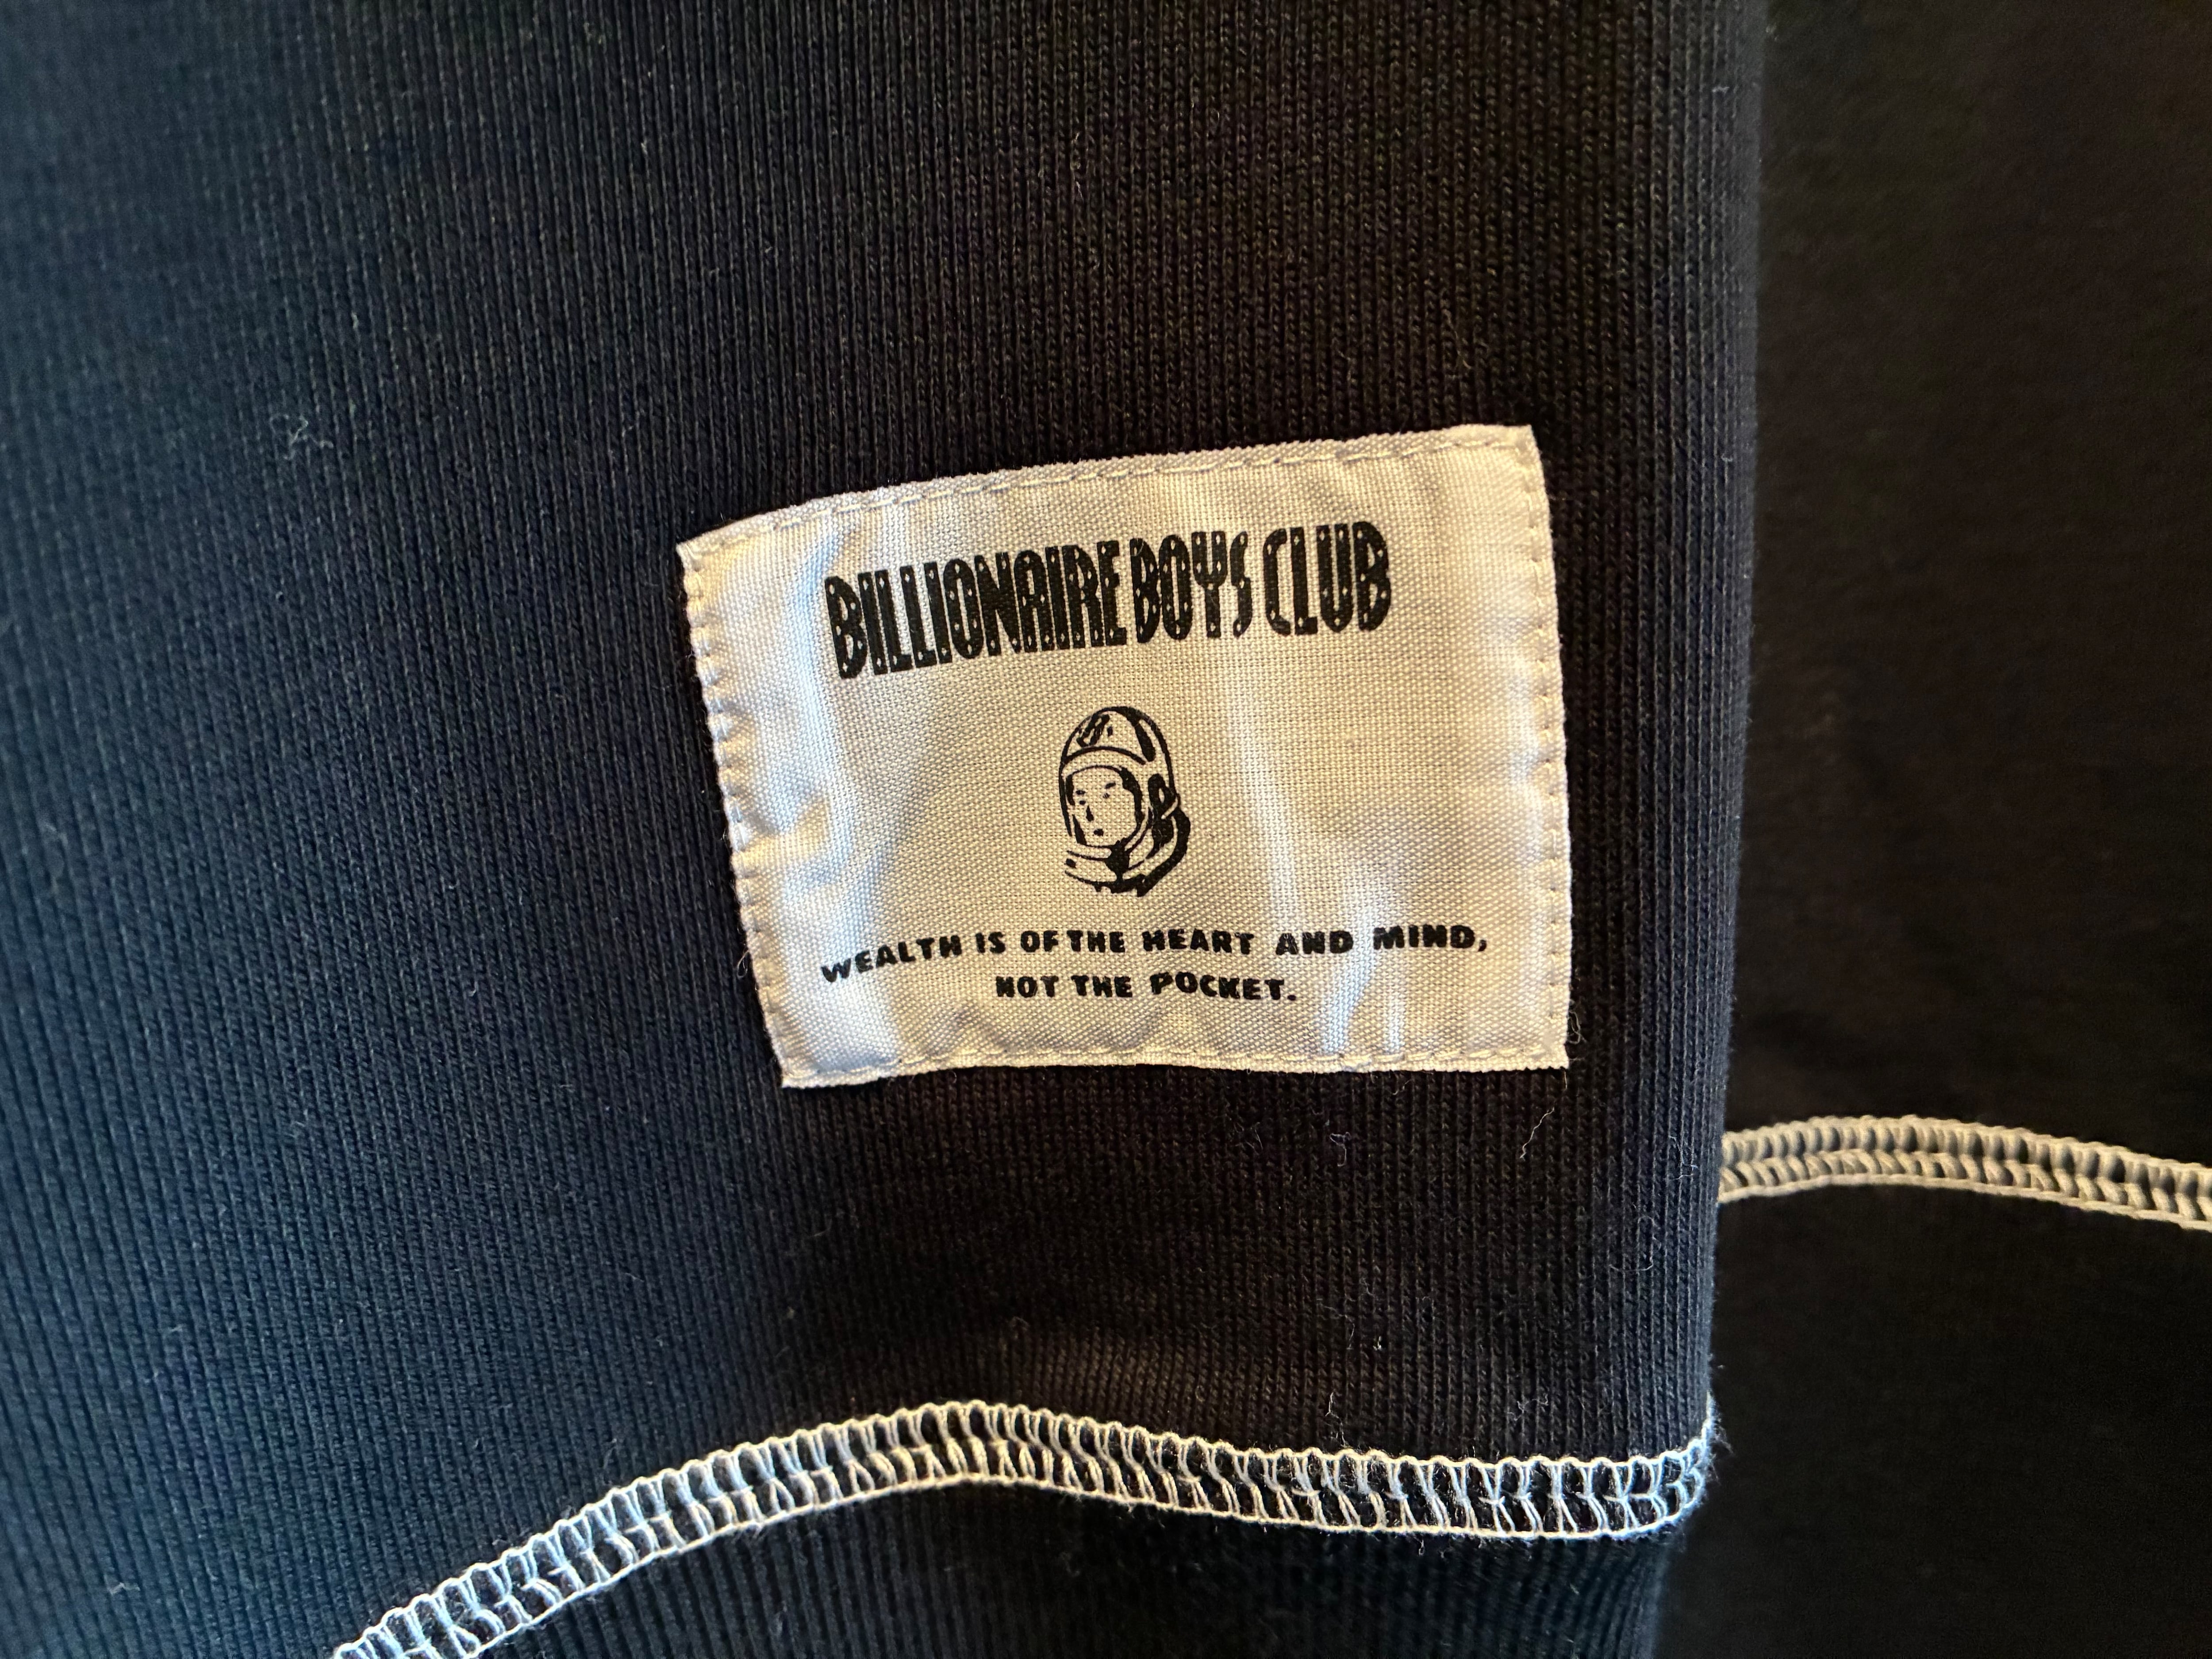 BILLIONAIRE BOYS CLUB
WEALTH IS OF THE HEART AND MIND,
NOT THE POCKET.